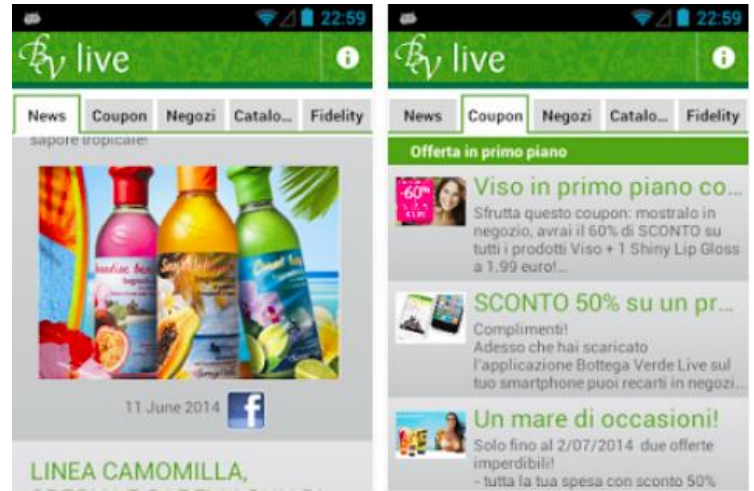 22:59
BV live
News Coupon Negozi Catalo... Fidelity
sapore tropicale!
11 June 2014
LINEA CAMOMILLA,
22:59
BV live
News Coupon Negozi Catalo... Fidelity
Offerta in primo piano
-60%
Viso in primo piano co...
Sfrutta questo coupon: mostralo in
negozio, avrai il 60% di SCONTO su
tutti i prodotti Viso + 1 Shiny Lip Gloss
a 1.99 euro!...
SCONTO 50% su un pr...
Complimenti!
Adesso che hai scaricato
l'applicazione Bottega Verde Live sul
tuo smartphone puoi recarti in negozi...
Un mare di occasioni!
Solo fino al 2/07/2014 due offerte
imperdibili!
- tutta la tua spesa con sconto 50%